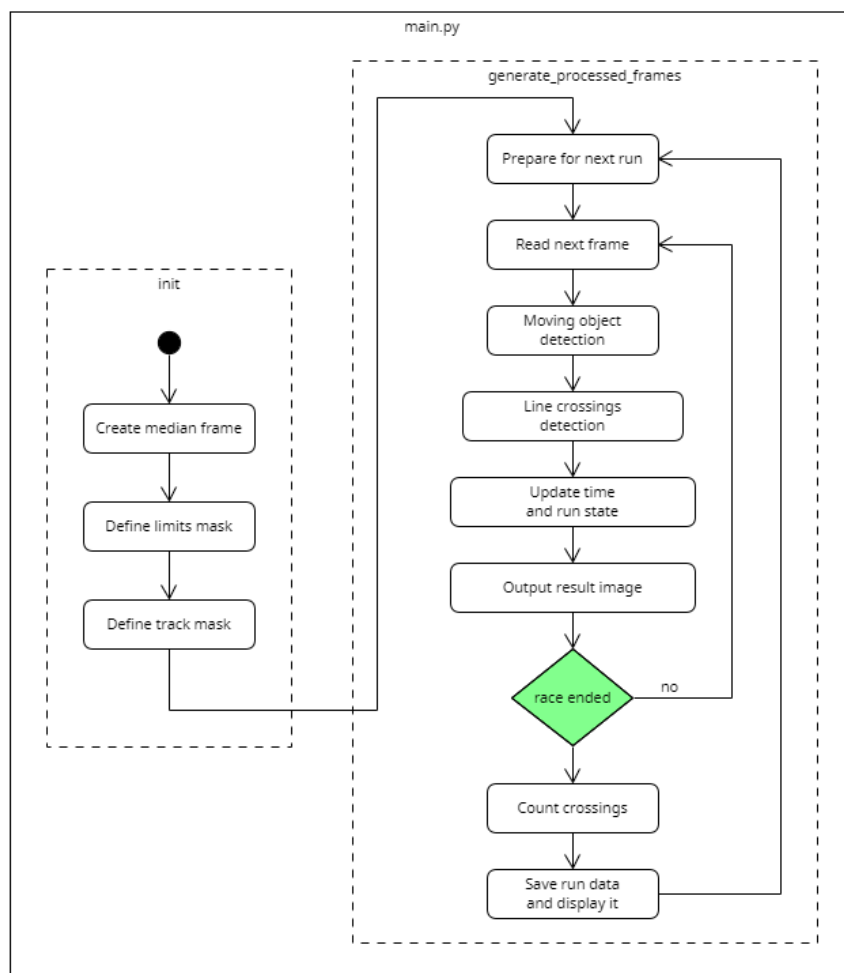 main.py
generate_processed_frames
Prepare for next run
Read next frame
init
Moving object
detection
Create median frame
Line crossings
detection
Define limits mask
Update time
and run state
Output result image
Define track mask
race ended
no
Count crossings
Save run data
and display it